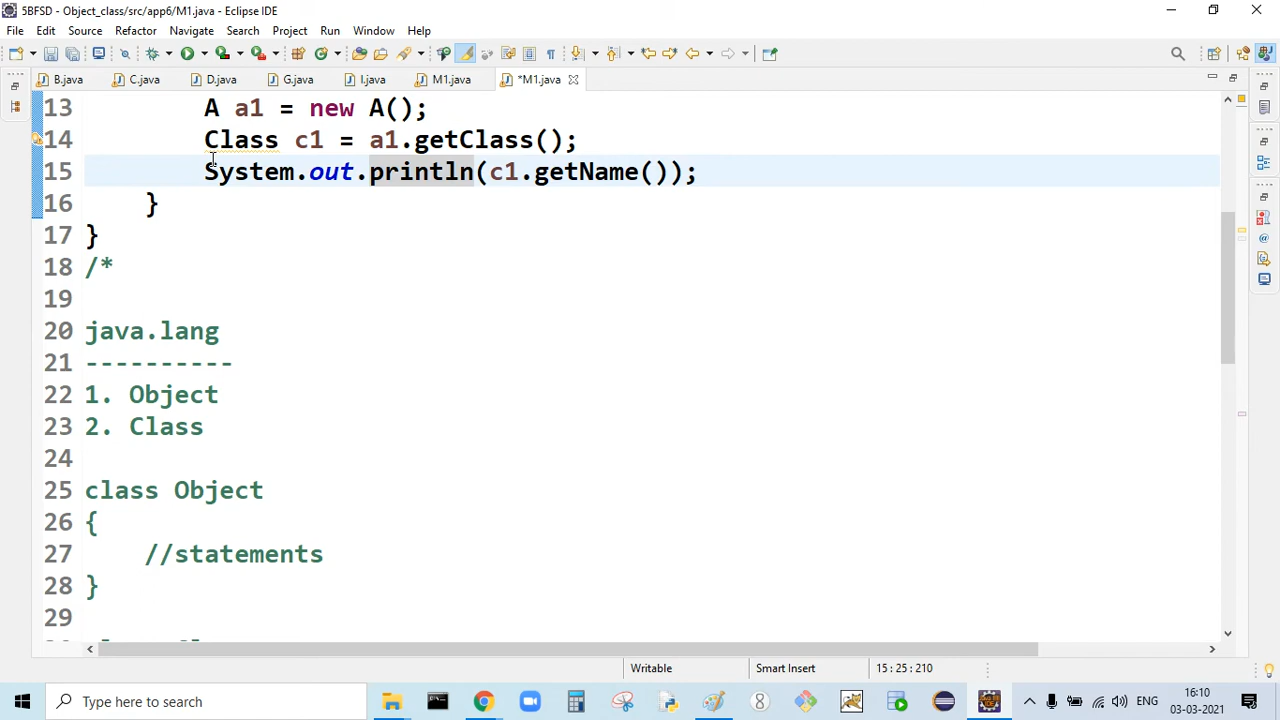 5BFSD - Object_class/src/app6/M1.java - Eclipse IDE
File Edit Source Refactor Navigate Search Project Run Window Help
B.java C.java D.java G.java I.java M1.java *M1.java
13 A a1 = new A();
14 Class c1 = a1.getClass();
15 System.out.println(c1.getName());
16 }
17 }
18 /*
19
20 java.lang
21 ----------
22 1. Object
23 2. Class
24
25 class Object
26 {
27 //statements
28 }
29
Writable Smart Insert 15 : 25 : 210
Type here to search
ENG
6:10
03-03-2021